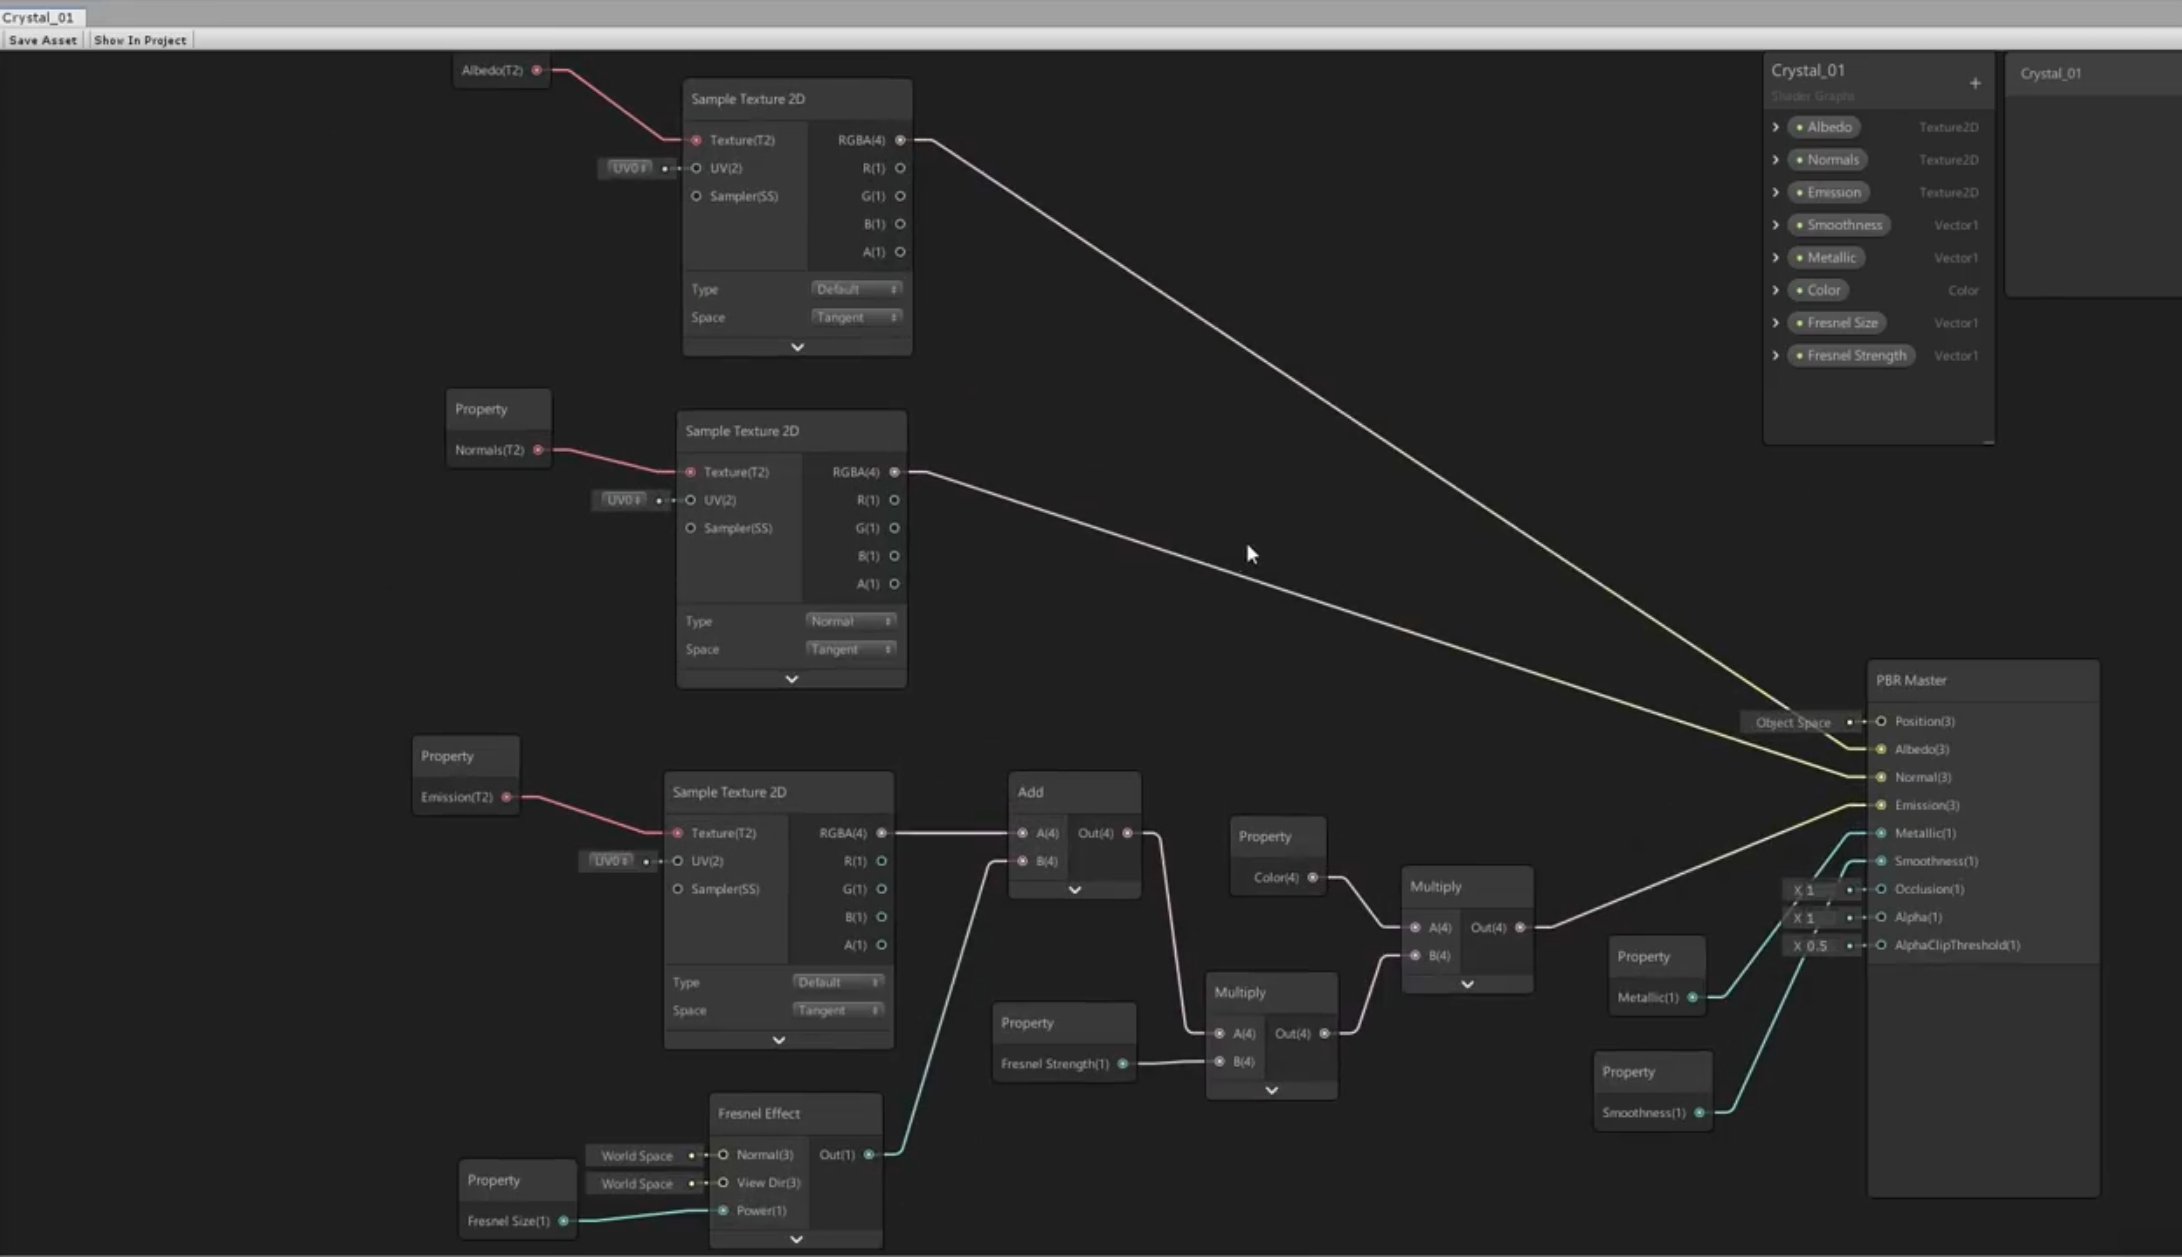 Crystal_01
Save Asset
Show In Project
Albedo(T2)
Sample Texture 2D
Texture(T2)
RGBA(4)
UV0
UV(2)
R(1)
Sampler(SS)
G(1)
B(1)
A(1)
Type
Default
Space
Tangent
Crystal_01
+
Shader Graphs
Albedo
Texture2D
Normals
Texture2D
Emission
Texture2D
Smoothness
Vector1
Metallic
Vector1
Color
Color
Fresnel Size
Vector1
Fresnel Strength
Vector1
Crystal_01
Property
Normals(T2)
Sample Texture 2D
Texture(T2)
RGBA(4)
UV0
UV(2)
R(1)
Sampler(SS)
G(1)
B(1)
A(1)
Type
Normal
Space
Tangent
Property
Emission(T2)
Sample Texture 2D
Texture(T2)
RGBA(4)
UV0
UV(2)
R(1)
Sampler(SS)
G(1)
B(1)
A(1)
Type
Default
Space
Tangent
Add
A(4)
Out(4)
B(4)
Property
Color(4)
Multiply
A(4)
Out(4)
B(4)
Property
Fresnel Strength(1)
Multiply
A(4)
Out(4)
B(4)
Fresnel Effect
World Space
Normal(3)
Out(1)
World Space
View Dir(3)
Power(1)
Property
Fresnel Size(1)
Property
Metallic(1)
Property
Smoothness(1)
PBR Master
Object Space
Position(3)
Albedo(3)
Normal(3)
Emission(3)
Metallic(1)
Smoothness(1)
X 1
Occlusion(1)
X 1
Alpha(1)
X 0.5
AlphaClipThreshold(1)